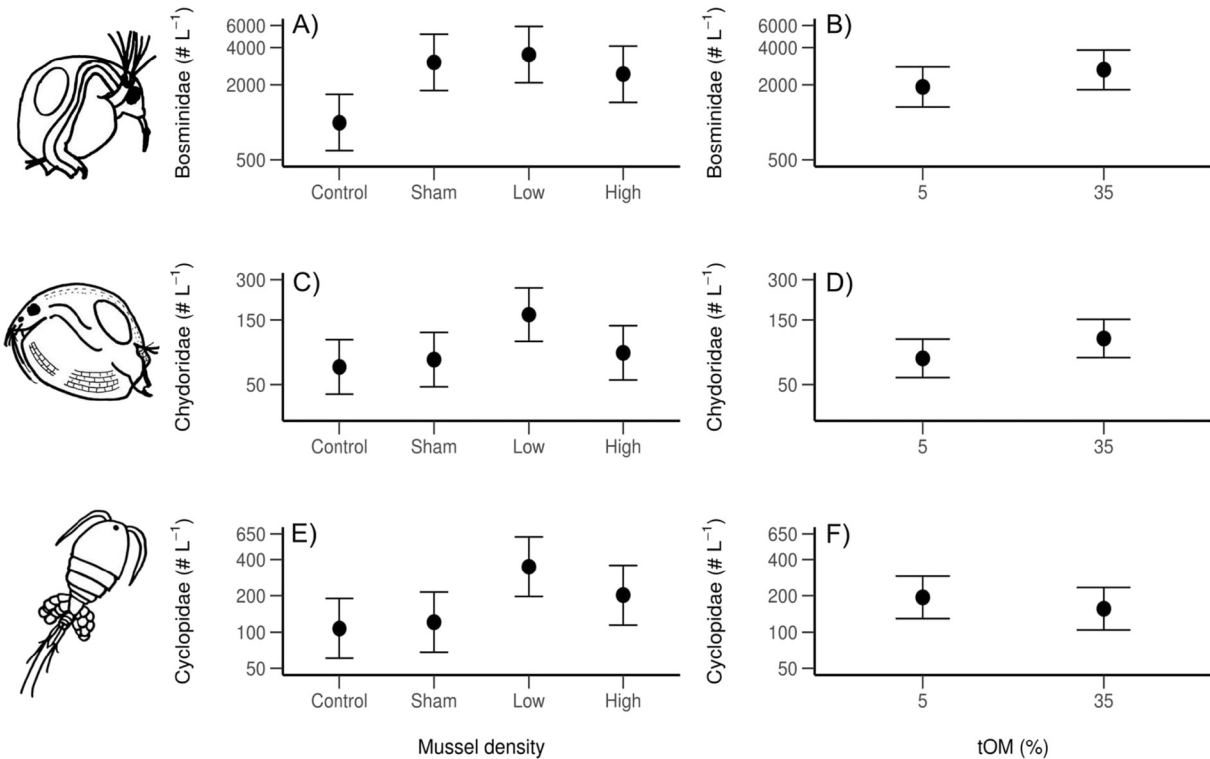 A)
Bosminidae (# L⁻¹)
6000
4000
2000
500
Control Sham Low High
B)
Bosminidae (# L⁻¹)
6000
4000
2000
500
5 35
C)
Chydoridae (# L⁻¹)
300
150
50
Control Sham Low High
D)
Chydoridae (# L⁻¹)
300
150
50
5 35
E)
Cyclopidae (# L⁻¹)
650
400
200
100
50
Control Sham Low High
Mussel density
F)
Cyclopidae (# L⁻¹)
650
400
200
100
50
5 35
tOM (%)